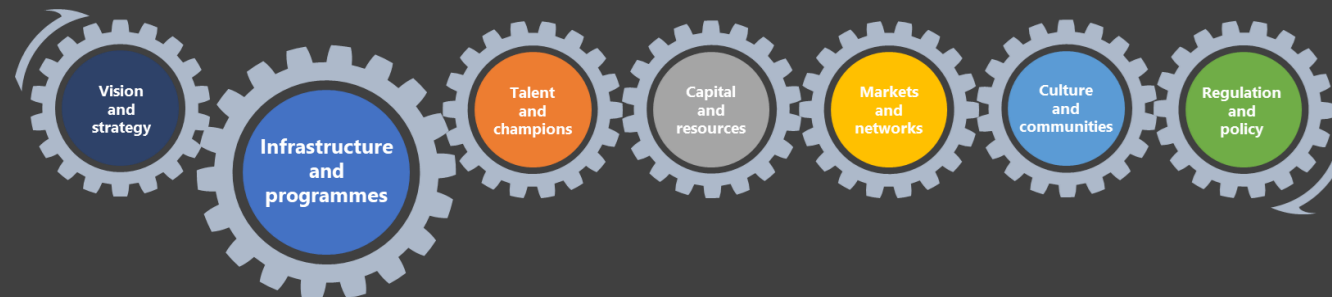 Vision
and
strategy
Infrastructure
and
programmes
Talent
and
champions
Capital
and
resources
Markets
and
networks
Culture
and
communities
Regulation
and
policy